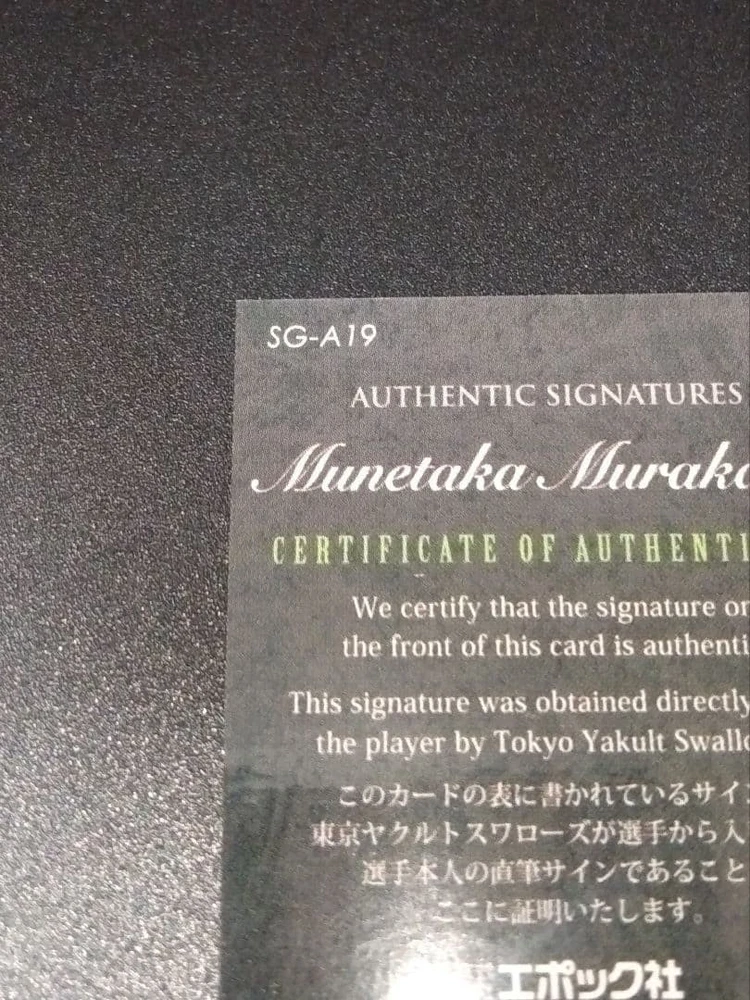 SG-A19
AUTHENTIC SIGNATURES
Munetaka Muraka
CERTIFICATE OF AUTHENTI
We certify that the signature on
the front of this card is authenti
This signature was obtained directly
the player by Tokyo Yakult Swallo
このカードの表に書かれているサイ
東京ヤクルトスワローズが選手から入
選手本人の直筆サインであること
ここに証明いたします。
エポック社